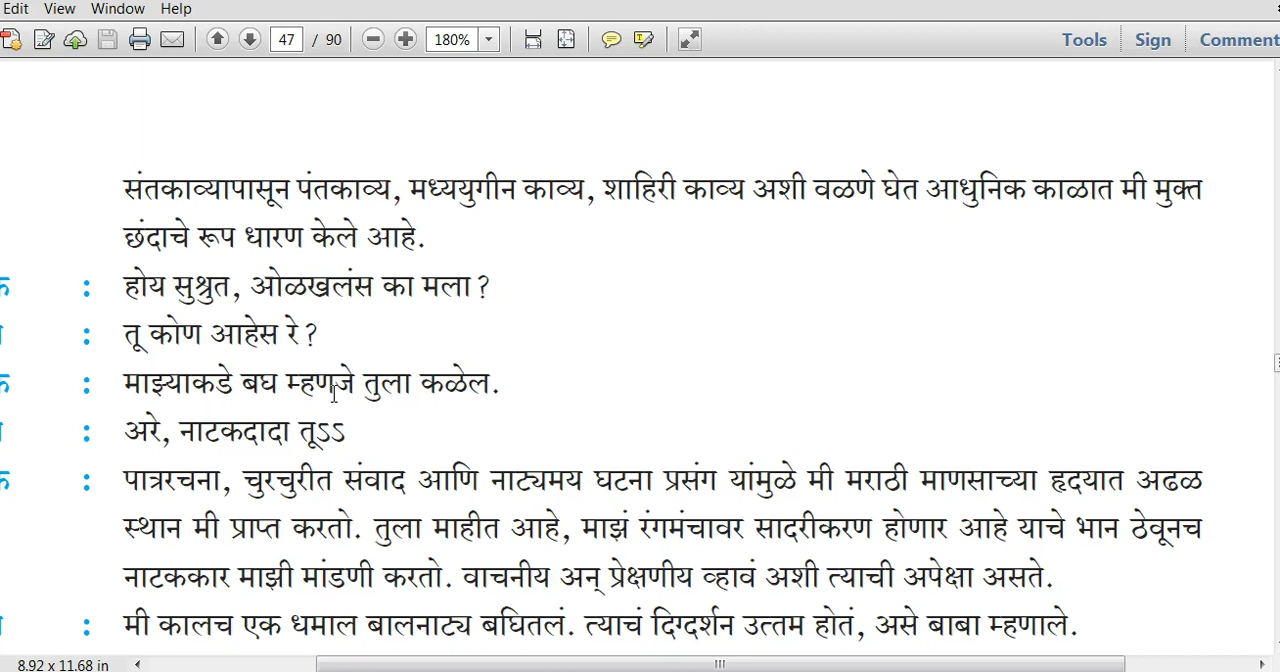 Edit View Window Help
47 / 90 180% Tools Sign Comment
संतकाव्यापासून पंतकाव्य, मध्ययुगीन काव्य, शाहिरी काव्य अशी वळणे घेत आधुनिक काळात मी मुक्त
छंदाचे रूप धारण केले आहे.
: होय सुश्रुत, ओळखलंस का मला?
: तू कोण आहेस रे?
: माझ्याकडे बघ म्हणजे तुला कळेल.
: अरे, नाटकदादा तूऽऽ
: पात्ररचना, चुरचुरीत संवाद आणि नाट्यमय घटना प्रसंग यांमुळे मी मराठी माणसाच्या हृदयात अढळ
स्थान मी प्राप्त करतो. तुला माहीत आहे, माझं रंगमंचावर सादरीकरण होणार आहे याचे भान ठेवूनच
नाटककार माझी मांडणी करतो. वाचनीय अन् प्रेक्षणीय व्हावं अशी त्याची अपेक्षा असते.
: मी कालच एक धमाल बालनाट्य बघितलं. त्याचं दिग्दर्शन उत्तम होतं, असे बाबा म्हणाले.
8.92 x 11.68 in